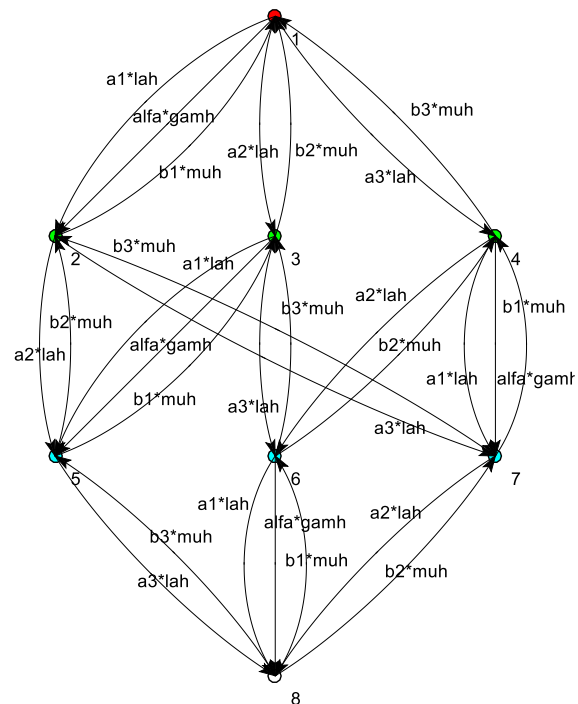 1
a1*lah
b3*muh
alfa*gamh
a2*lah
b2*muh
b1*muh
a3*lah
b3*muh
2
a1*lah
3
4
a2*lah
b3*muh
b1*muh
b2*muh
alfa*gamh
b2*muh
a2*lah
a1*lah
alfa*gamh
b1*muh
a3*lah
a3*lah
5
6
7
a1*lah
a2*lah
alfa*gamh
b3*muh
b1*muh
b2*muh
a3*lah
8